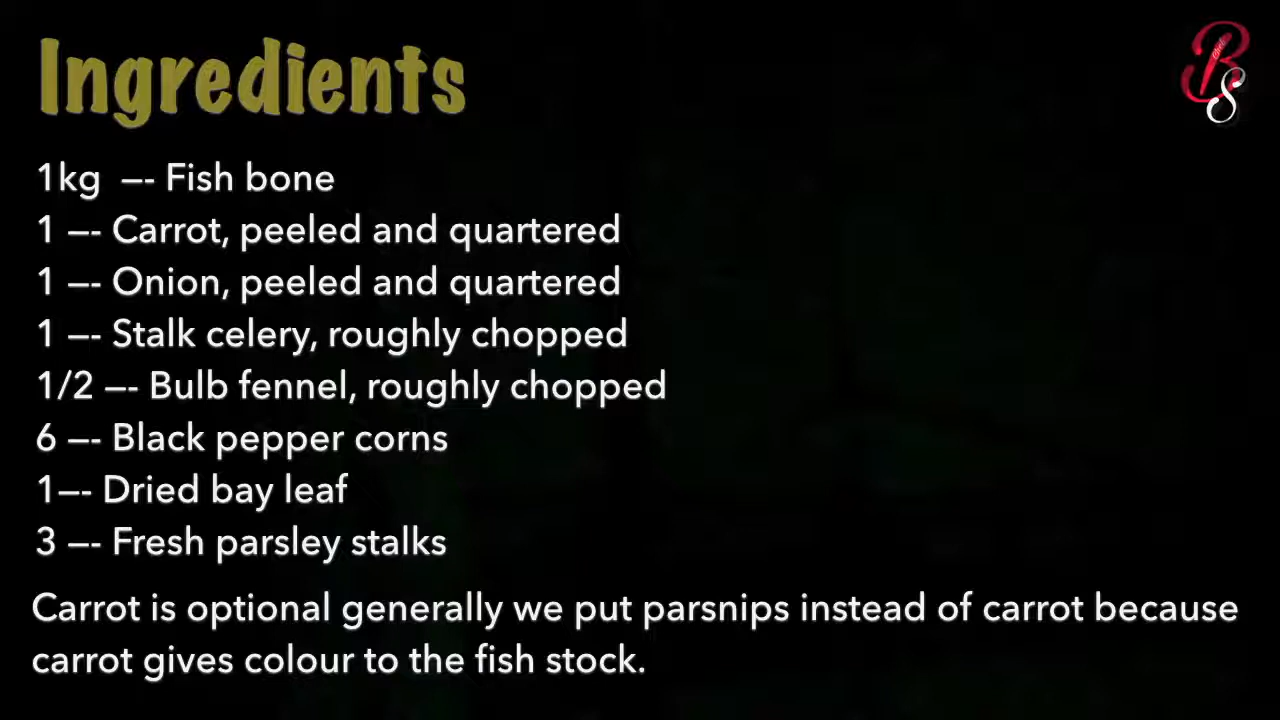 Ingredients
1kg —- Fish bone
1 —- Carrot, peeled and quartered
1 —- Onion, peeled and quartered
1 —- Stalk celery, roughly chopped
1/2 —- Bulb fennel, roughly chopped
6 —- Black pepper corns
1—- Dried bay leaf
3 —- Fresh parsley stalks
Carrot is optional generally we put parsnips instead of carrot because
carrot gives colour to the fish stock.
BS